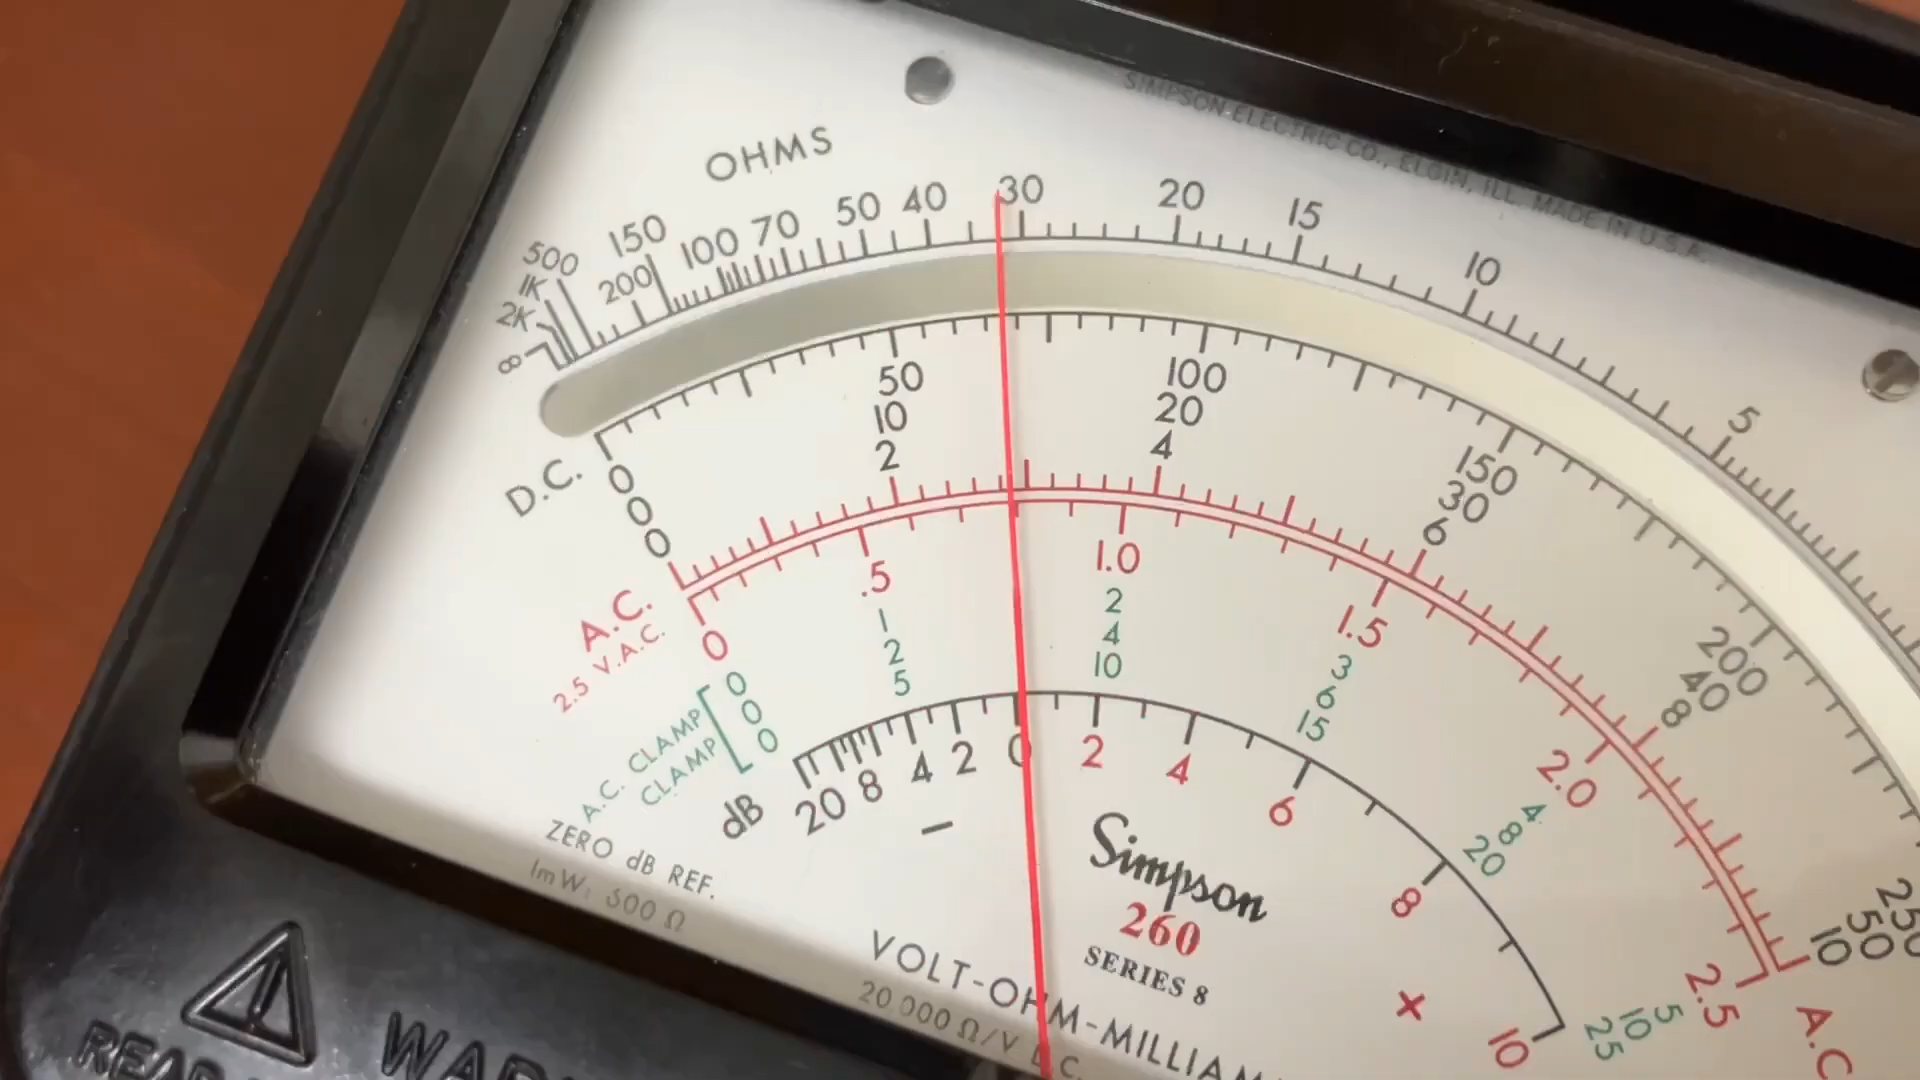 SIMPSON ELECTRIC CO., ELGIN, ILL. MADE IN U.S.A.
OHMS
∞ 2K 1K 500 200 150 100 70 50 40 30 20 15 10 5
D.C.
0 50 100 150 200 250
0 10 20 30 40 50
0 2 4 6 8 10
A.C.
2.5 V.A.C.
0 .5 1.0 1.5 2.0 2.5
A.C.
A.C. CLAMP
CLAMP
0 1 2 3 4 5
0 2 4 6 8 10
0 5 10 15 20 25
dB
20 8 4 2 0 2 4 6 8 10
− +
ZERO dB REF.
1mW; 500 Ω
Simpson
260
SERIES 8
VOLT-OHM-MILLIAM
20 000 Ω/V D.C.